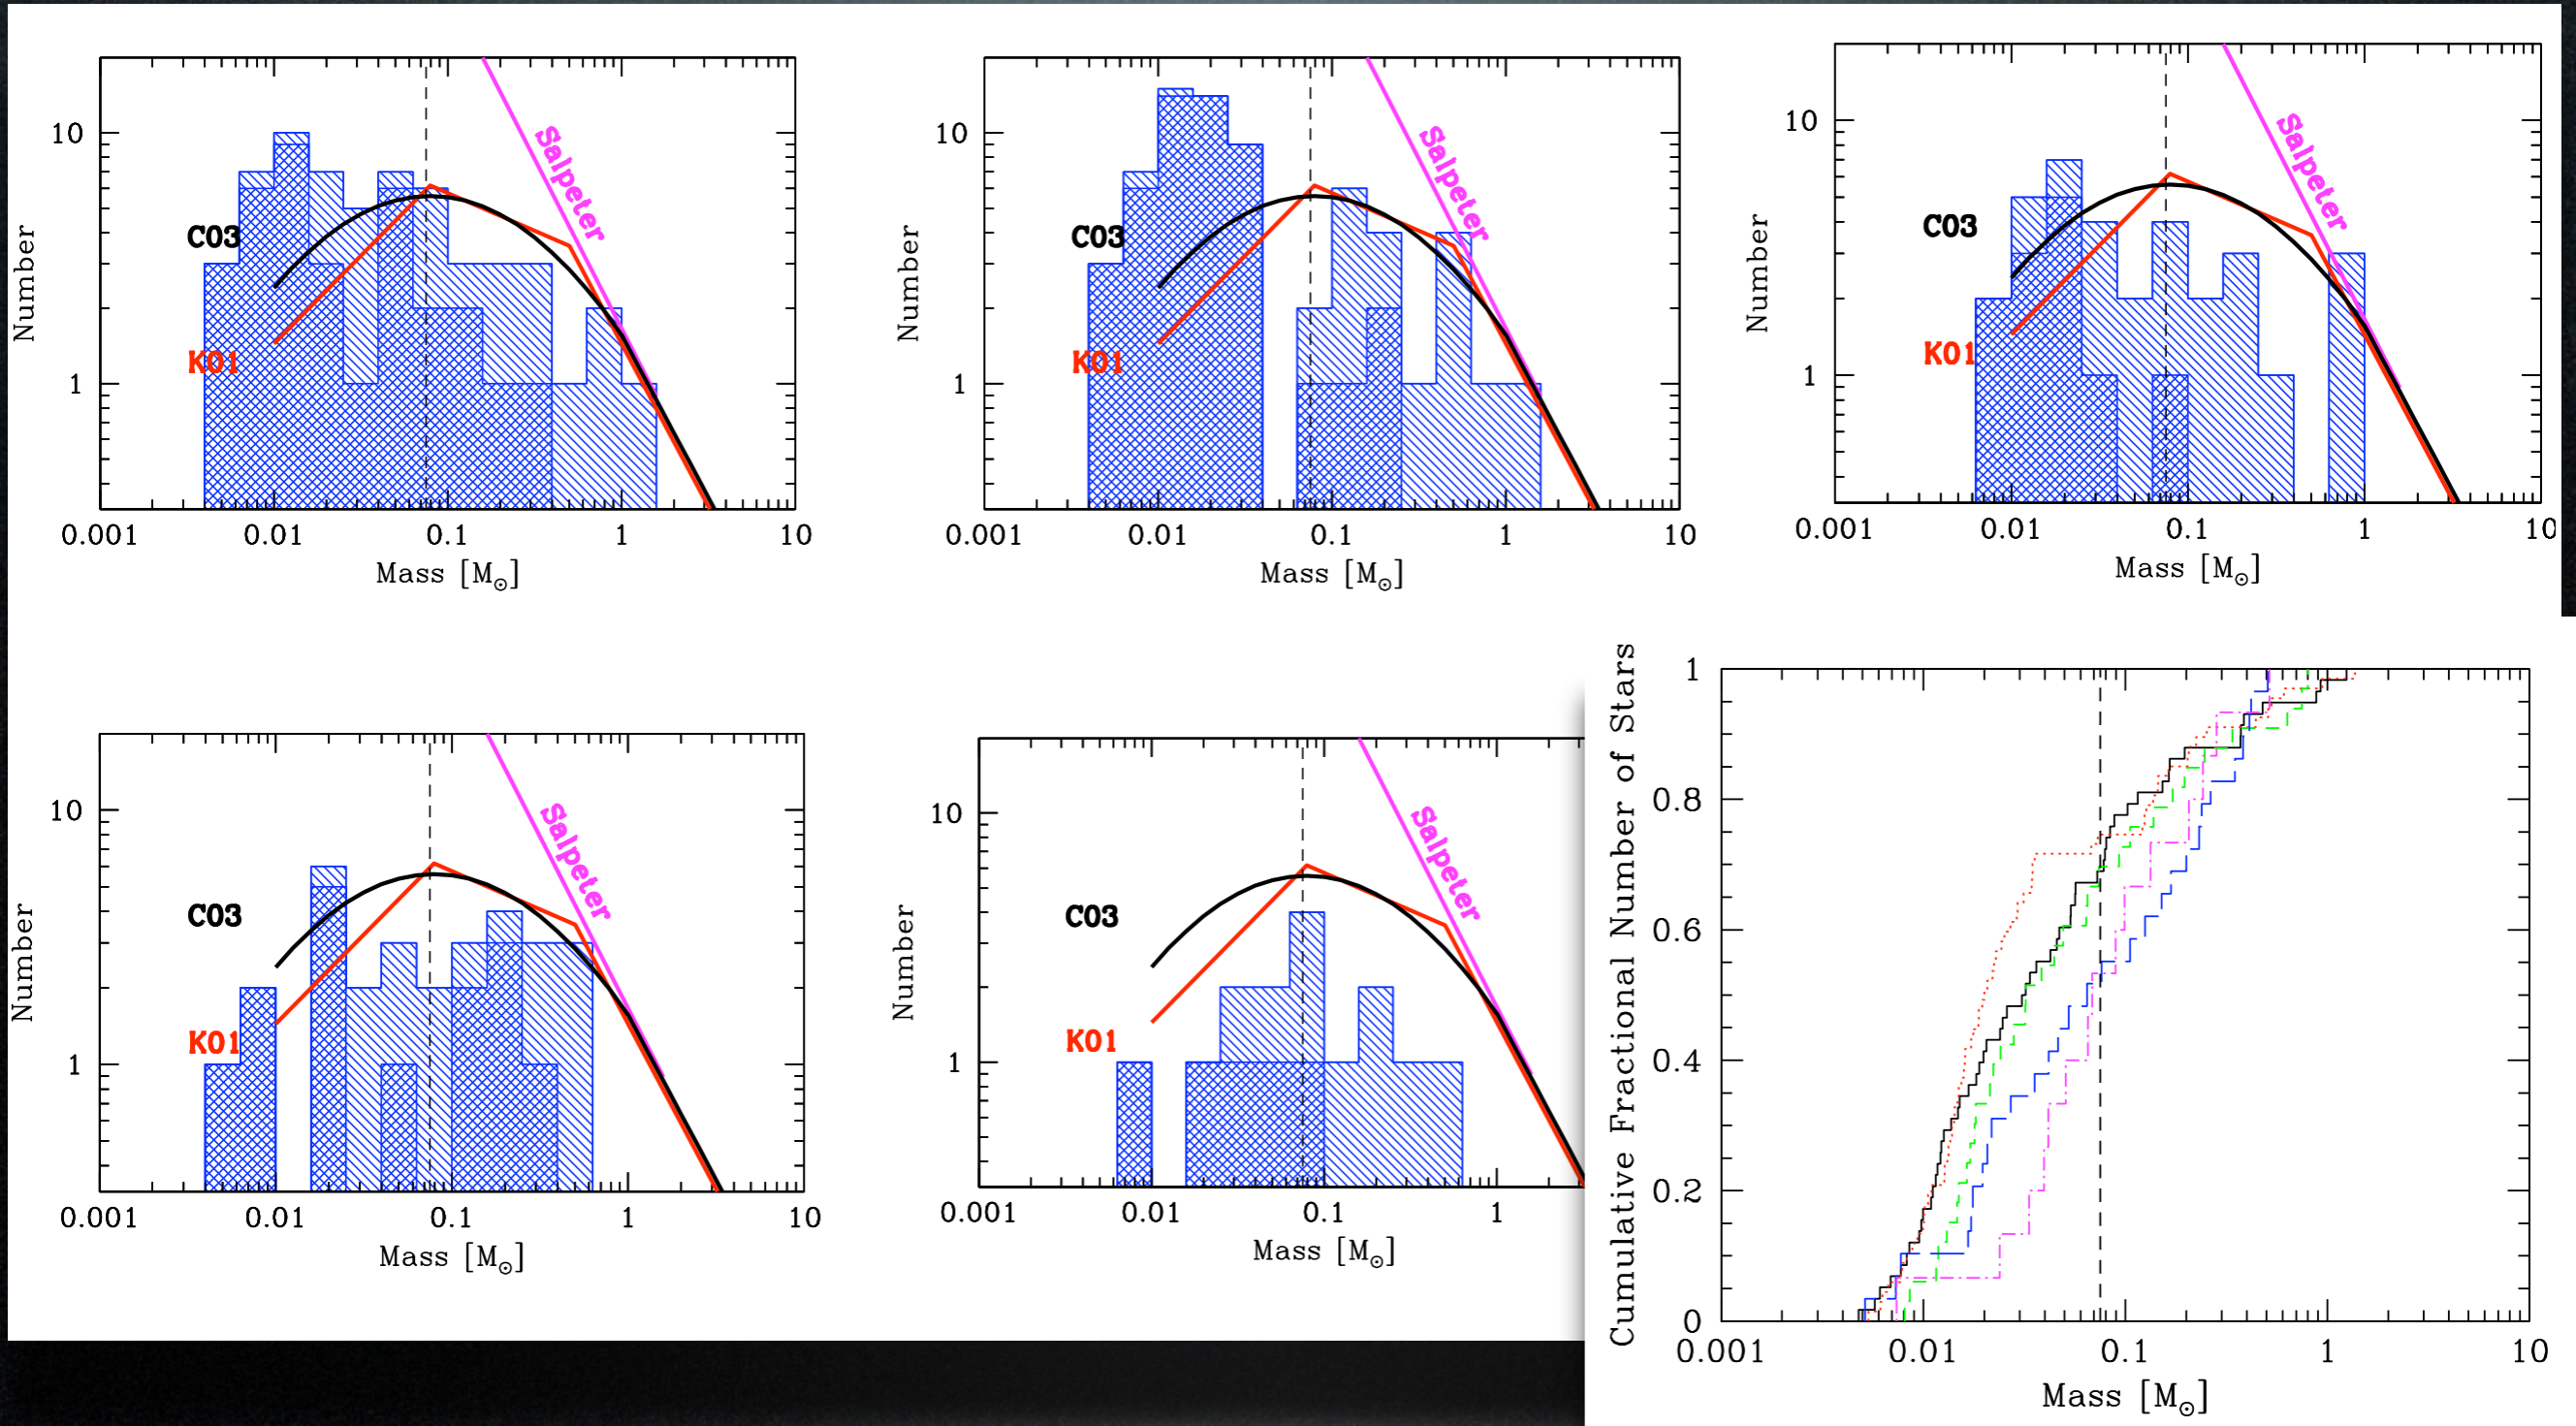 Number
10
1
C03
K01
Salpeter
0.001 0.01 0.1 1 10
Mass [M⊙]
Number
10
1
C03
K01
Salpeter
0.001 0.01 0.1 1 10
Mass [M⊙]
Number
10
1
C03
K01
Salpeter
0.001 0.01 0.1 1 10
Mass [M⊙]
Number
10
1
C03
K01
Salpeter
0.001 0.01 0.1 1 10
Mass [M⊙]
Number
10
1
C03
K01
Salpeter
0.001 0.01 0.1 1
Mass [M⊙]
Cumulative Fractional Number of Stars
1
0.8
0.6
0.4
0.2
0
0.001 0.01 0.1 1 10
Mass [M⊙]